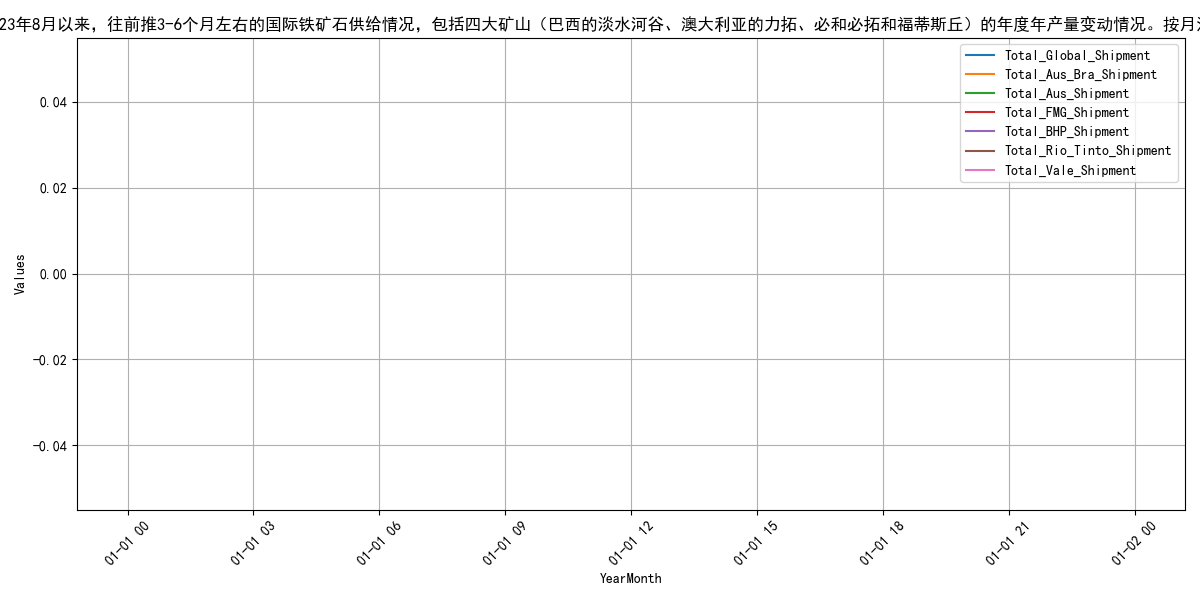 23年8月以来，往前推3-6个月左右的国际铁矿石供给情况，包括四大矿山（巴西的淡水河谷、澳大利亚的力拓、必和必拓和福蒂斯丘）的年度年产量变动情况。按月
Total_Global_Shipment
Total_Aus_Bra_Shipment
Total_Aus_Shipment
Total_FMG_Shipment
Total_BHP_Shipment
Total_Rio_Tinto_Shipment
Total_Vale_Shipment
Values
0.04
0.02
0.00
-0.02
-0.04
01-01 00
01-01 03
01-01 06
01-01 09
01-01 12
01-01 15
01-01 18
01-01 21
01-02 00
YearMonth